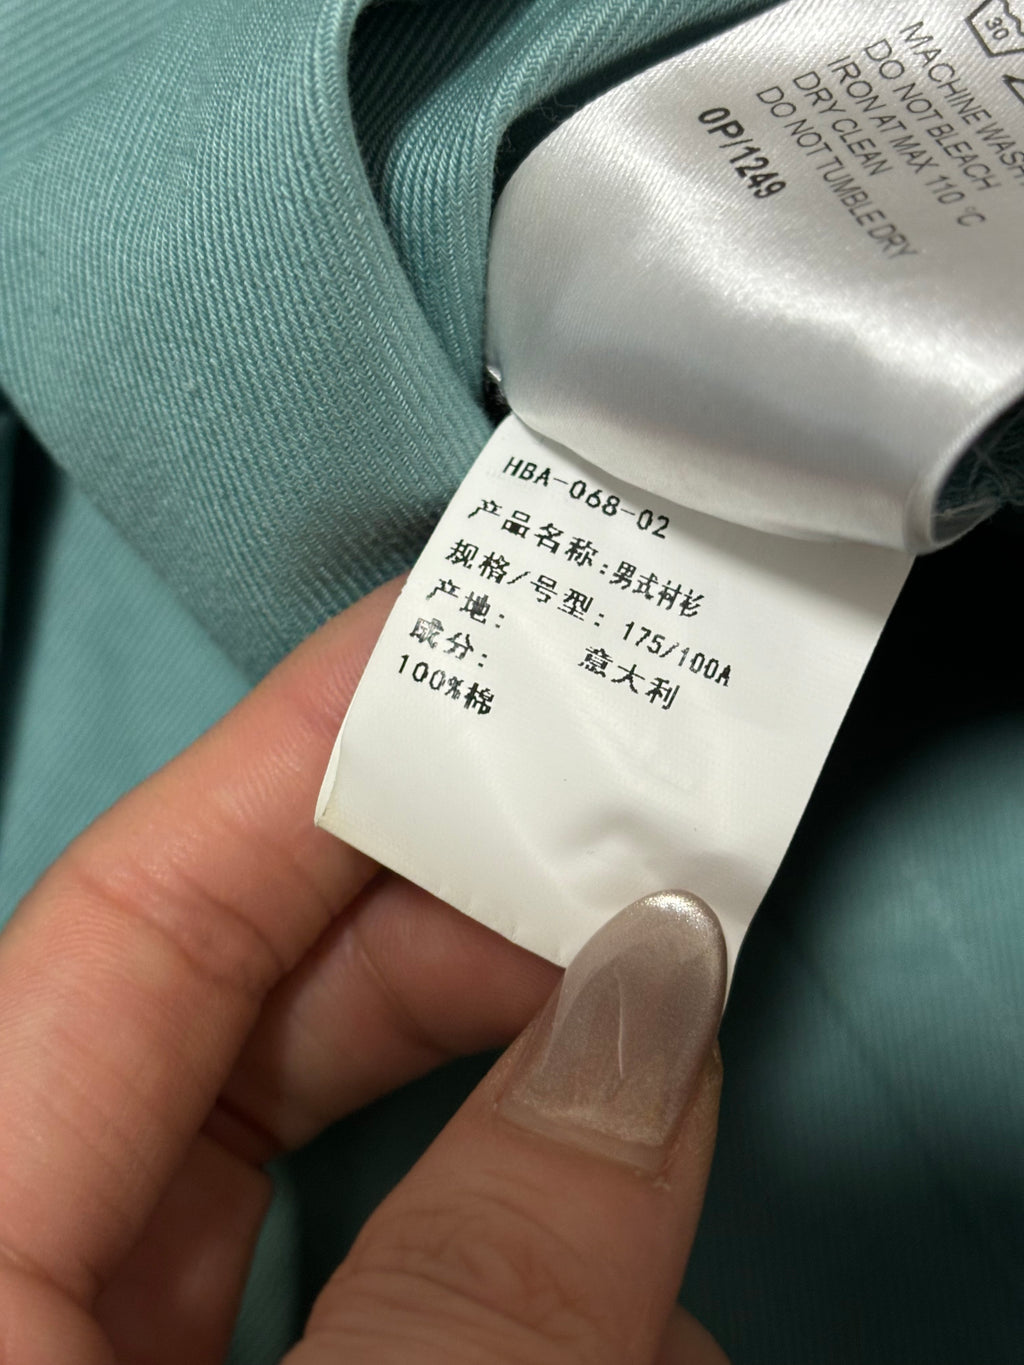 30
MACHINE WASH
DO NOT BLEACH
IRON AT MAX 110 °C
DRY CLEAN
DO NOT TUMBLE DRY
OP/1249
HBA-068-02
产品名称:男式衬衫
规格/号型: 175/100A
产地: 意大利
成分:
100%棉